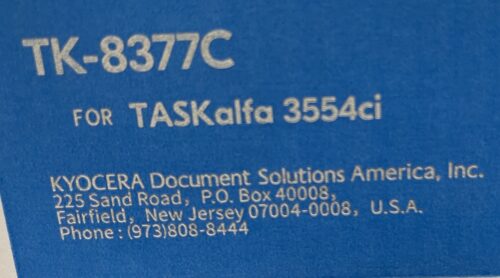 TK-8377C
FOR TASKalfa 3554ci
KYOCERA Document Solutions America, Inc.
225 Sand Road, P.O. Box 40008,
Fairfield, New Jersey 07004-0008, U.S.A.
Phone : (973)808-8444